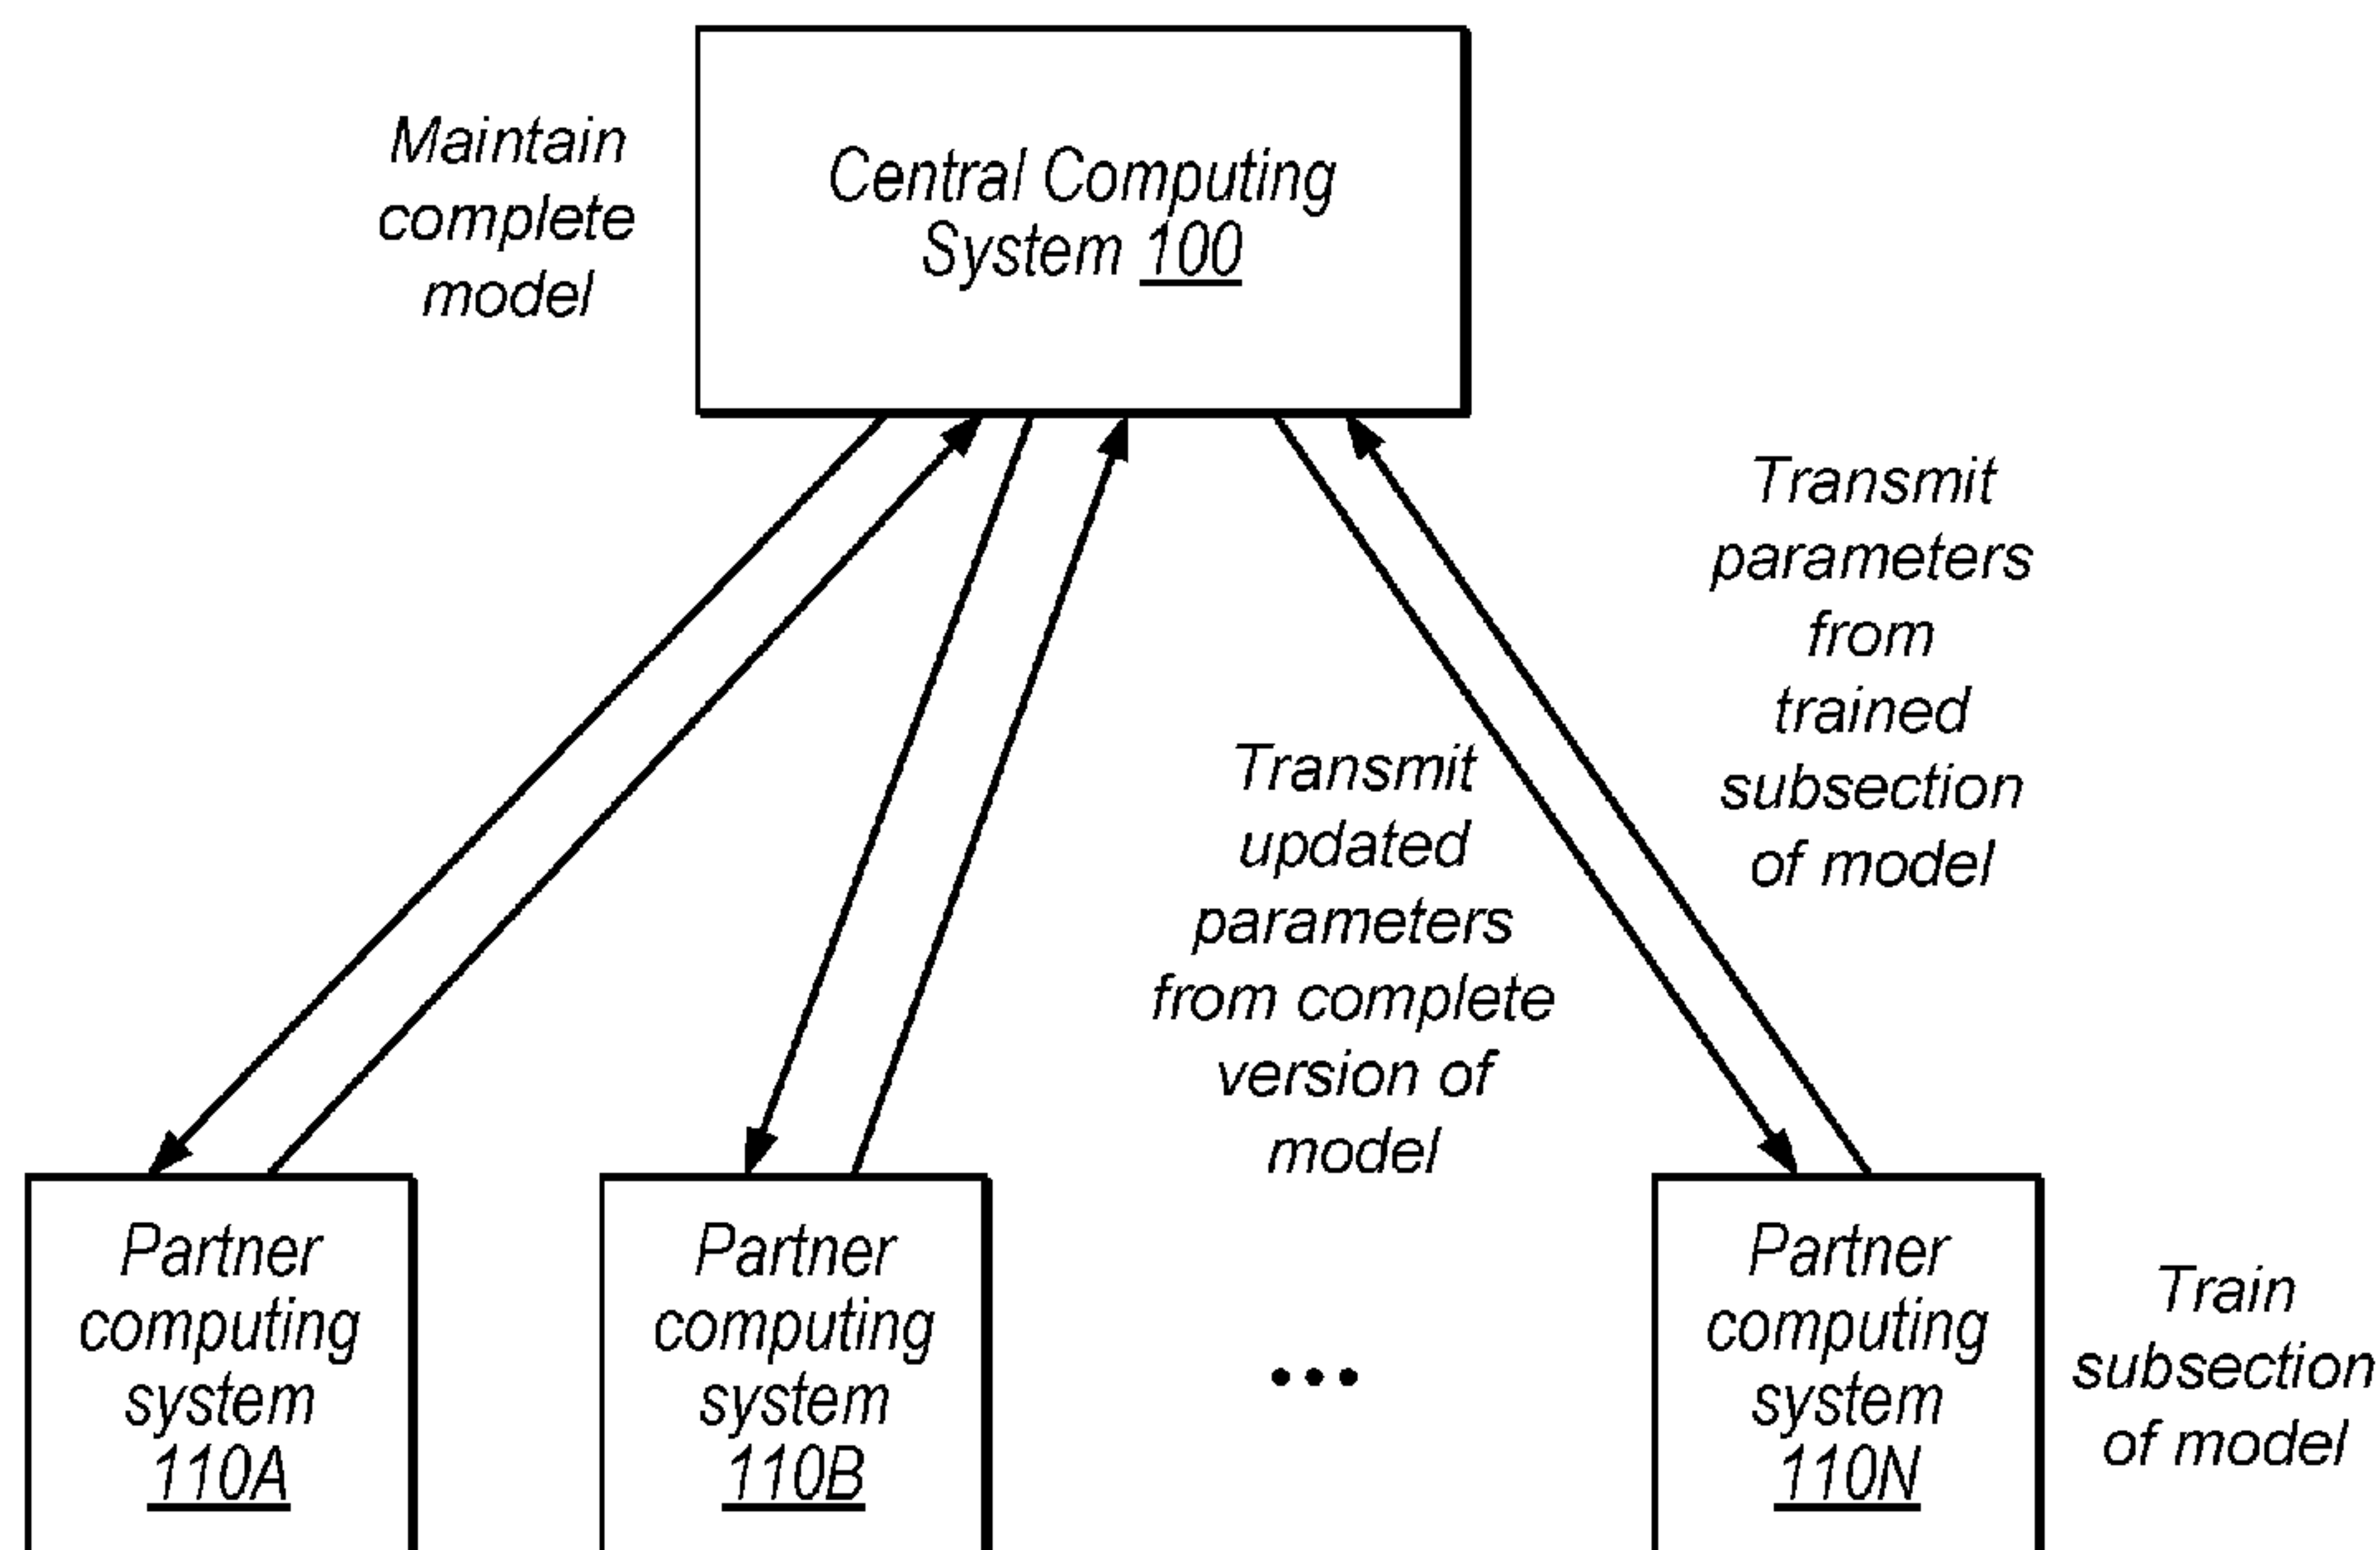 Maintain
complete
model
Central Computing
System 100
Transmit
parameters
from
trained
subsection
of model
Transmit
updated
parameters
from complete
version of
model
Partner
computing
system
110A
Partner
computing
system
110B
...
Partner
computing
system
110N
Train
subsection
of model